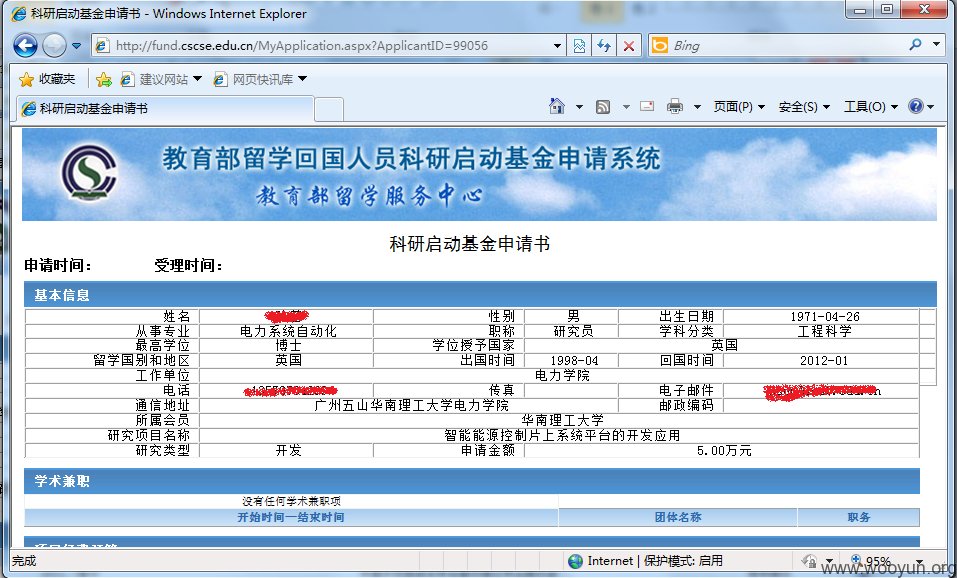 科研启动基金申请书 - Windows Internet Explorer
http://fund.cscse.edu.cn/MyApplication.aspx?ApplicantID=99056 Bing
收藏夹 建议网站 网页快讯库
科研启动基金申请书 页面(P) 安全(S) 工具(O)
教育部留学回国人员科研启动基金申请系统
教育部留学服务中心
科研启动基金申请书
申请时间: 受理时间:
基本信息
姓名 性别 男 出生日期 1971-04-26
从事专业 电力系统自动化 职称 研究员 学科分类 工程科学
最高学位 博士 学位授予国家 英国
留学国别和地区 英国 出国时间 1998-04 回国时间 2012-01
工作单位 电力学院
电话 传真 电子邮件
通信地址 广州五山华南理工大学电力学院 邮政编码
所属会员 华南理工大学
研究项目名称 智能能源控制片上系统平台的开发应用
研究类型 开发 申请金额 5.00万元
学术兼职
没有任何学术兼职项
开始时间—结束时间 团体名称 职务
完成 Internet | 保护模式: 启用 95%
www.wooyun.org